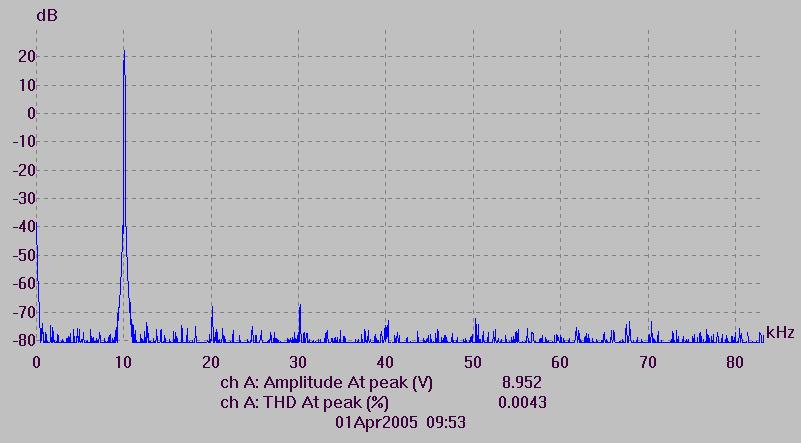 dB
20
10
0
-10
-20
-30
-40
-50
-60
-70
-80
0 10 20 30 40 50 60 70 80 kHz
ch A: Amplitude At peak (V) 8.952
ch A: THD At peak (%) 0.0043
01Apr2005 09:53